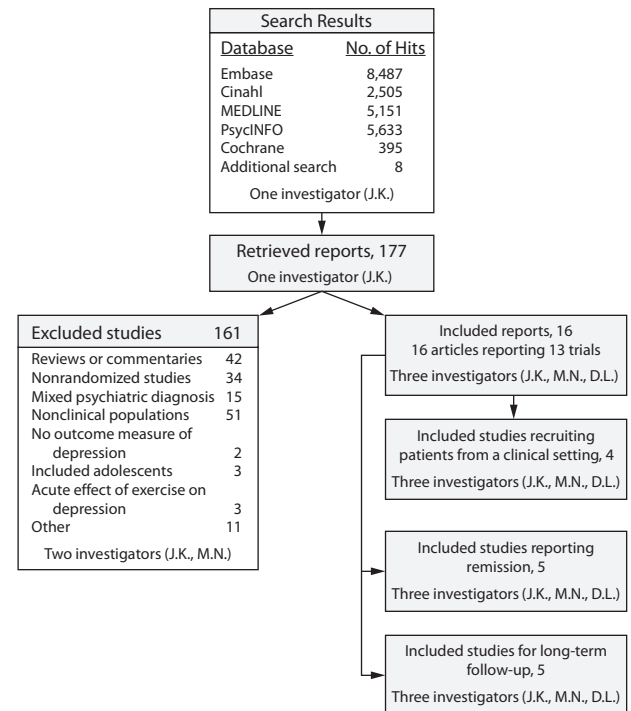 Search Results
Database No. of Hits
Embase 8,487
Cinahl 2,505
MEDLINE 5,151
PsycINFO 5,633
Cochrane 395
Additional search 8
One investigator (J.K.)
Retrieved reports, 177
One investigator (J.K.)
Excluded studies 161
Reviews or commentaries 42
Nonrandomized studies 34
Mixed psychiatric diagnosis 15
Nonclinical populations 51
No outcome measure of
depression 2
Included adolescents 3
Acute effect of exercise on
depression 3
Other 11
Two investigators (J.K., M.N.)
Included reports, 16
16 articles reporting 13 trials
Three investigators (J.K., M.N., D.L.)
Included studies recruiting
patients from a clinical setting, 4
Three investigators (J.K., M.N., D.L.)
Included studies reporting
remission, 5
Three investigators (J.K., M.N., D.L.)
Included studies for long-term
follow-up, 5
Three investigators (J.K., M.N., D.L.)